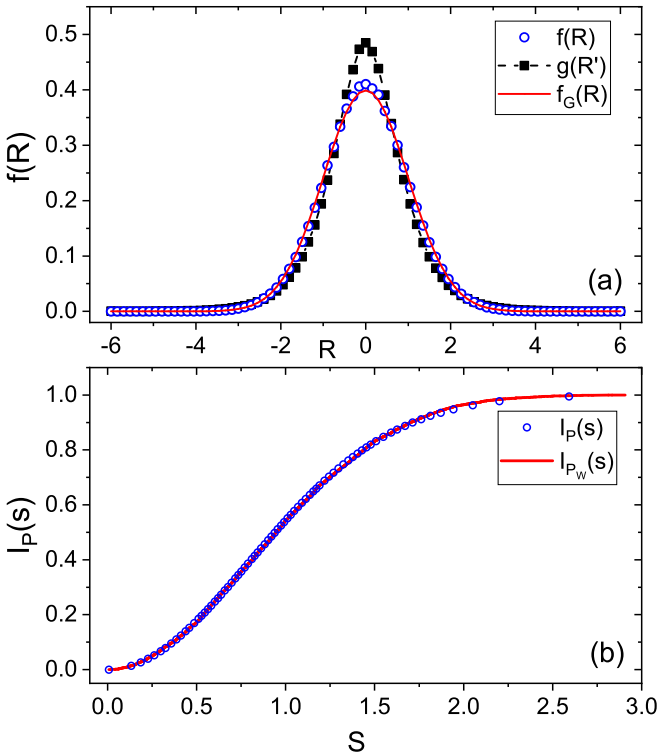 0.5
0.4
0.3
0.2
0.1
0.0
f(R)
f(R)
g(R')
f_G(R)
(a)
-6 -4 -2 0 2 4 6
R
1.0
0.8
0.6
0.4
0.2
0.0
I_P(s)
I_P(s)
I_{P_W}(s)
(b)
0.0 0.5 1.0 1.5 2.0 2.5 3.0
S